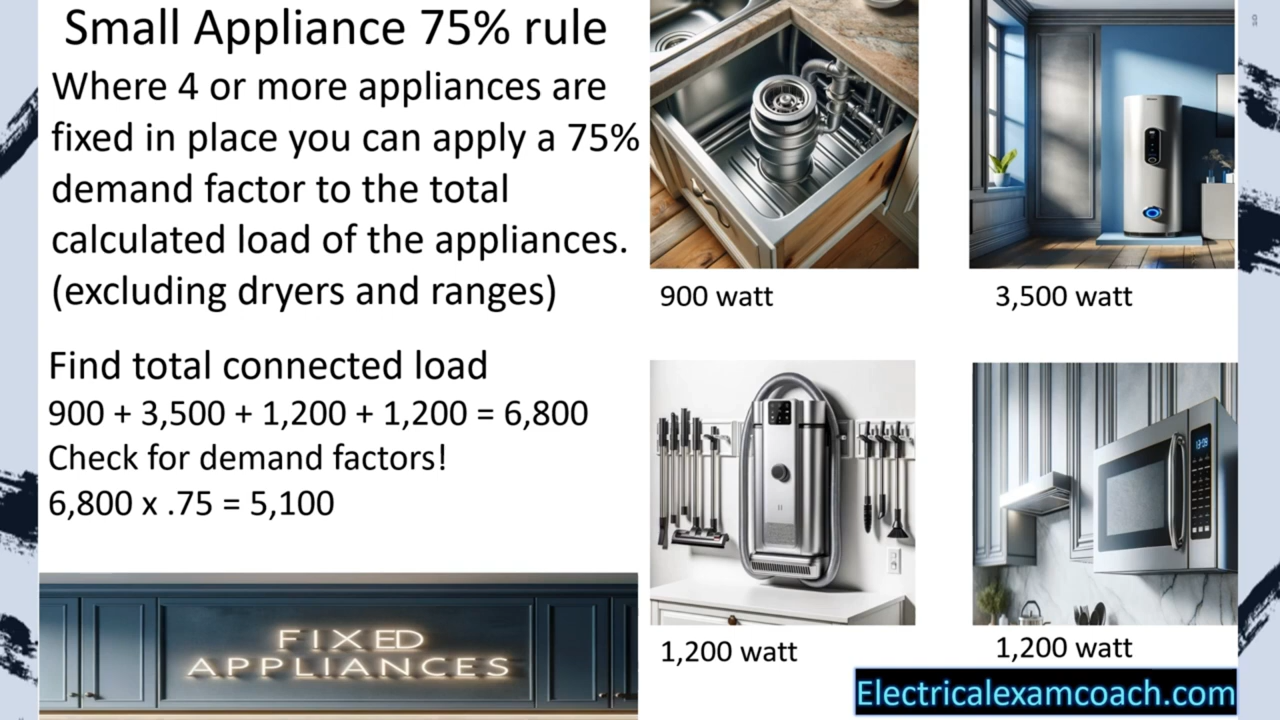 Small Appliance 75% rule
Where 4 or more appliances are
fixed in place you can apply a 75%
demand factor to the total
calculated load of the appliances.
(excluding dryers and ranges)
Find total connected load
900 + 3,500 + 1,200 + 1,200 = 6,800
Check for demand factors!
6,800 x .75 = 5,100
FIXED
APPLIANCES
900 watt
3,500 watt
1,200 watt
1,200 watt
Electricalexamcoach.com